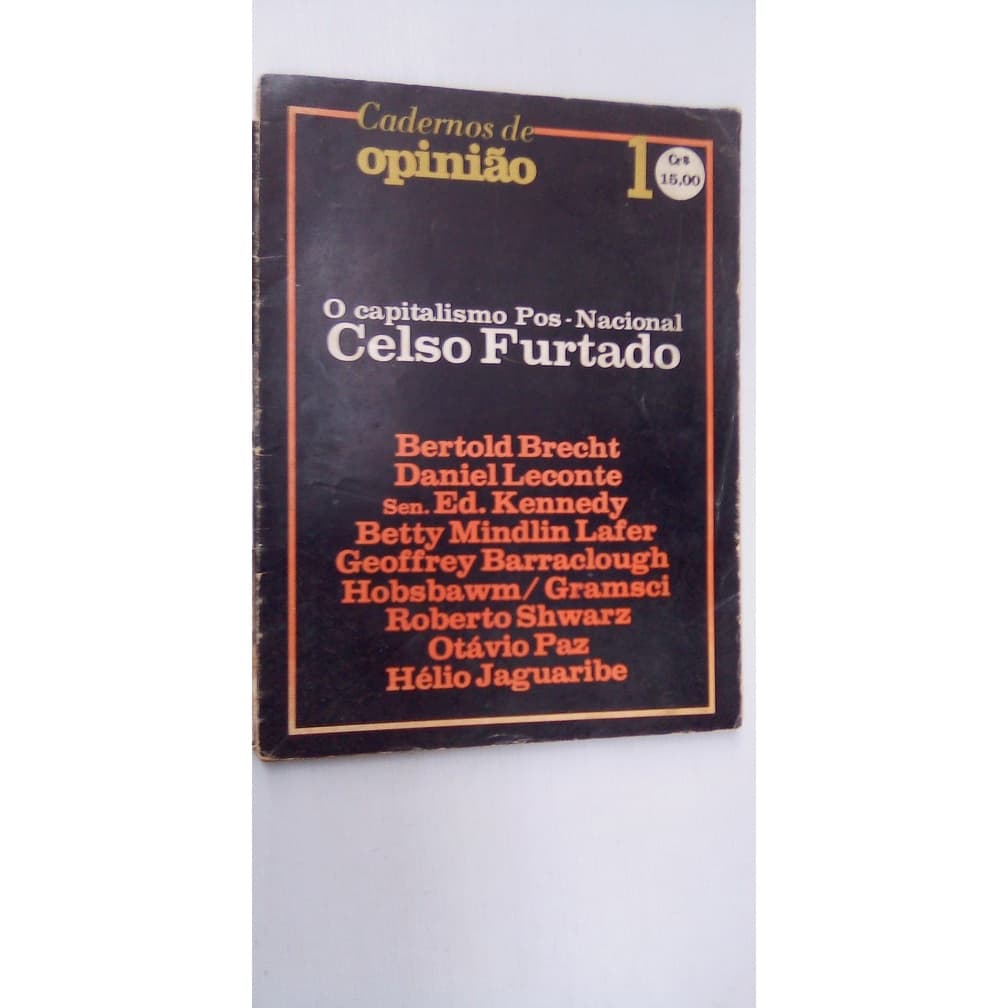 Cadernos de
opinião
1
Cr$
15,00
O capitalismo Pos-Nacional
Celso Furtado
Bertold Brecht
Daniel Leconte
Sen. Ed. Kennedy
Betty Mindlin Lafer
Geoffrey Barraclough
Hobsbawm/Gramsci
Roberto Shwarz
Otávio Paz
Hélio Jaguaribe